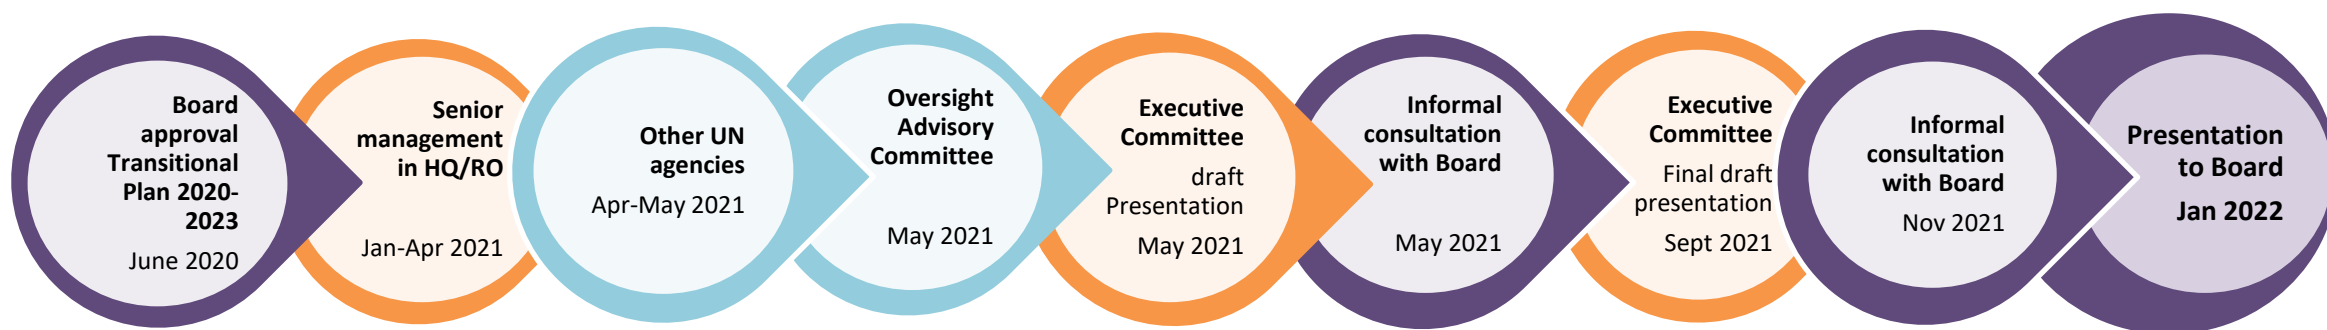 Board
approval
Transitional
Plan 2020-
2023
June 2020
Senior
management
in HQ/RO
Jan-Apr 2021
Other UN
agencies
Apr-May 2021
Oversight
Advisory
Committee
May 2021
Executive
Committee
draft
Presentation
May 2021
Informal
consultation
with Board
May 2021
Executive
Committee
Final draft
presentation
Sept 2021
Informal
consultation
with Board
Nov 2021
Presentation
to Board
Jan 2022